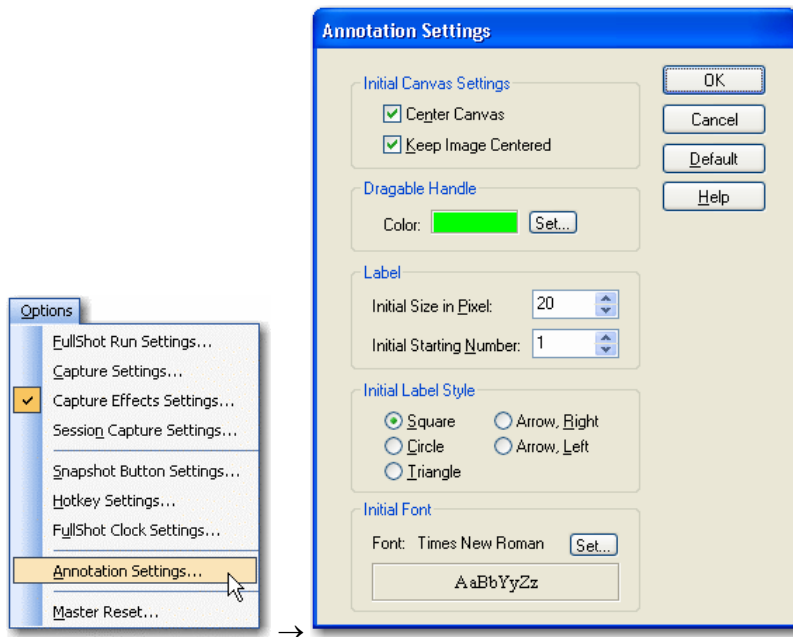 Options
FullShot Run Settings...
Capture Settings...
Capture Effects Settings...
Session Capture Settings...
Snapshot Button Settings...
Hotkey Settings...
FullShot Clock Settings...
Annotation Settings...
Master Reset...
→
Annotation Settings
Initial Canvas Settings
Center Canvas
Keep Image Centered
OK
Cancel
Default
Help
Dragable Handle
Color: Set...
Label
Initial Size in Pixel: 20
Initial Starting Number: 1
Initial Label Style
Square Arrow, Right
Circle Arrow, Left
Triangle
Initial Font
Font: Times New Roman Set...
AaBbYyZz